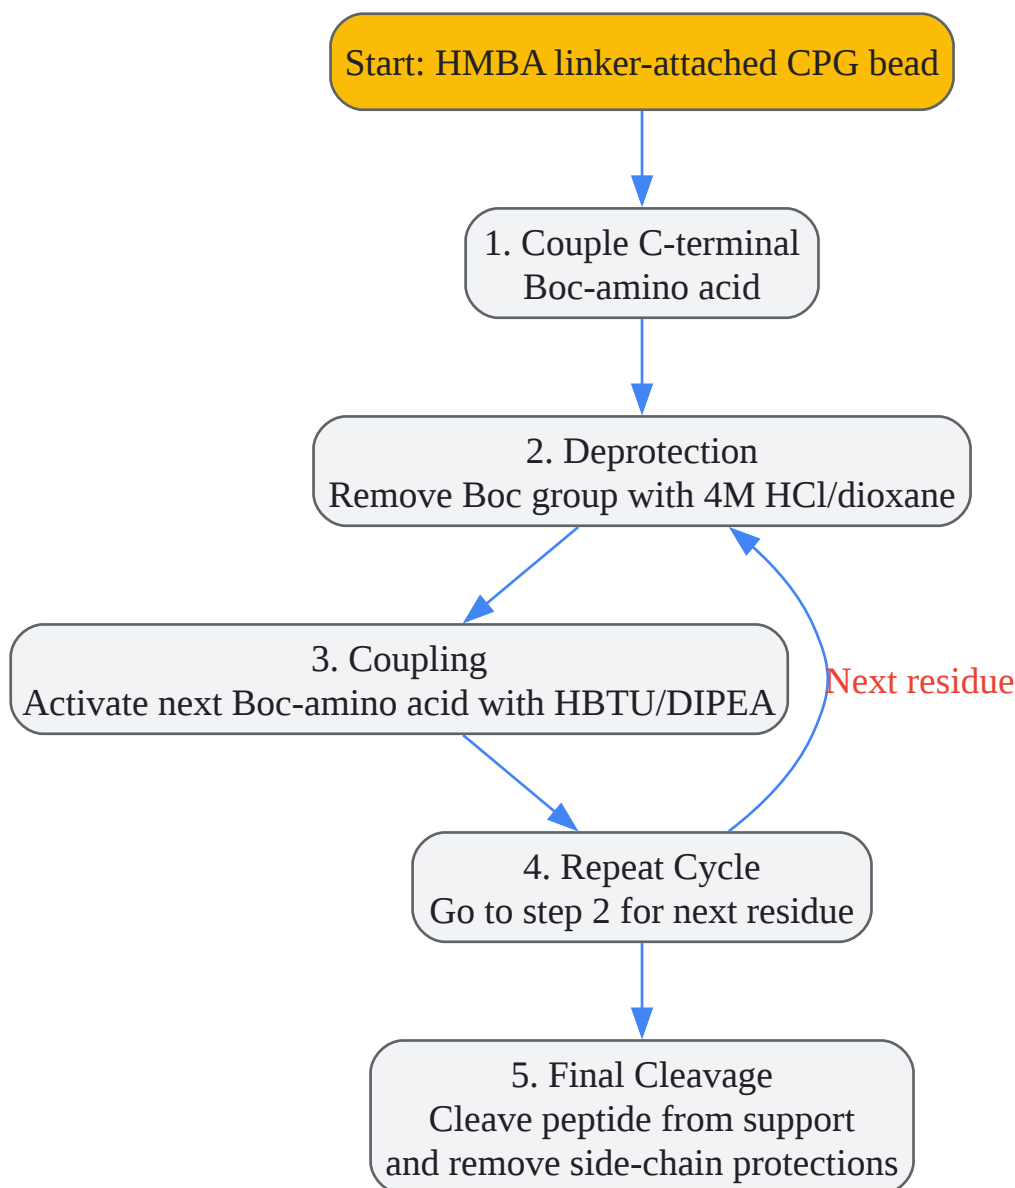 Start: HMBA linker-attached CPG bead
1. Couple C-terminal
Boc-amino acid
2. Deprotection
Remove Boc group with 4M HCl/dioxane
3. Coupling
Activate next Boc-amino acid with HBTU/DIPEA
Next residue
4. Repeat Cycle
Go to step 2 for next residue
5. Final Cleavage
Cleave peptide from support
and remove side-chain protections